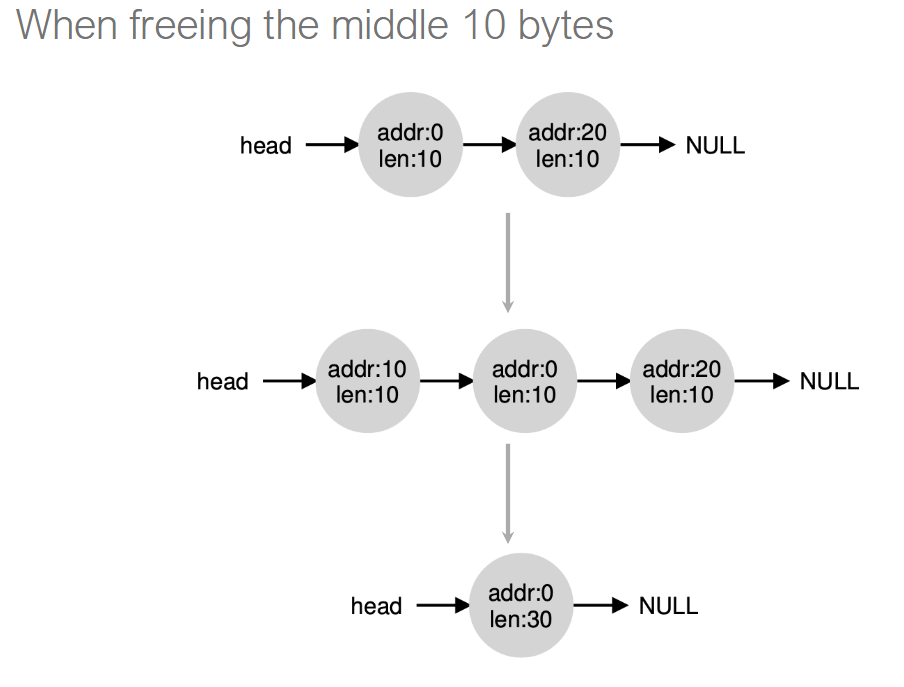 When freeing the middle 10 bytes
head
addr:0
len:10
addr:20
len:10
NULL
head
addr:10
len:10
addr:0
len:10
addr:20
len:10
NULL
head
addr:0
len:30
NULL